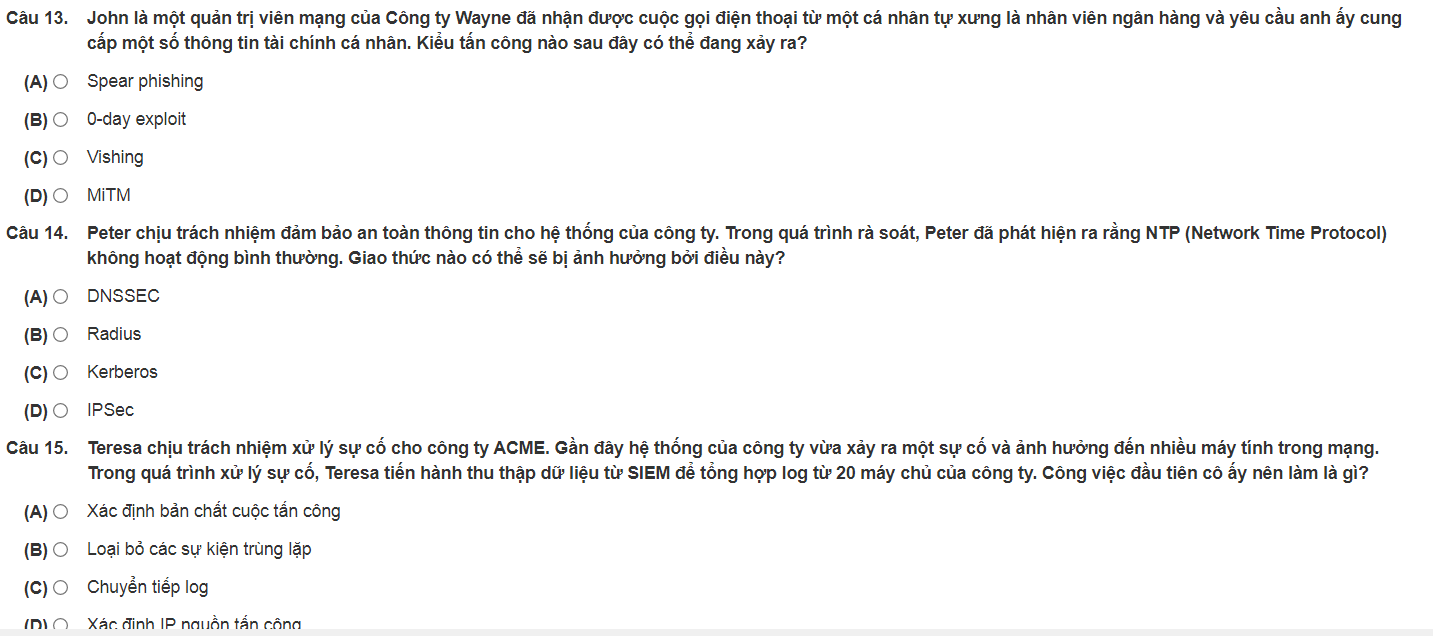 Câu 13. John là một quản trị viên mạng của Công ty Wayne đã nhận được cuộc gọi điện thoại từ một cá nhân tự xưng là nhân viên ngân hàng và yêu cầu anh ấy cung
cấp một số thông tin tài chính cá nhân. Kiểu tấn công nào sau đây có thể đang xảy ra?
(A) Spear phishing
(B) 0-day exploit
(C) Vishing
(D) MiTM
Câu 14. Peter chịu trách nhiệm đảm bảo an toàn thông tin cho hệ thống của công ty. Trong quá trình rà soát, Peter đã phát hiện ra rằng NTP (Network Time Protocol)
không hoạt động bình thường. Giao thức nào có thể sẽ bị ảnh hưởng bởi điều này?
(A) DNSSEC
(B) Radius
(C) Kerberos
(D) IPSec
Câu 15. Teresa chịu trách nhiệm xử lý sự cố cho công ty ACME. Gần đây hệ thống của công ty vừa xảy ra một sự cố và ảnh hưởng đến nhiều máy tính trong mạng.
Trong quá trình xử lý sự cố, Teresa tiến hành thu thập dữ liệu từ SIEM để tổng hợp log từ 20 máy chủ của công ty. Công việc đầu tiên cô ấy nên làm là gì?
(A) Xác định bản chất cuộc tấn công
(B) Loại bỏ các sự kiện trùng lặp
(C) Chuyển tiếp log
(D) Xác định IP nguồn tấn công